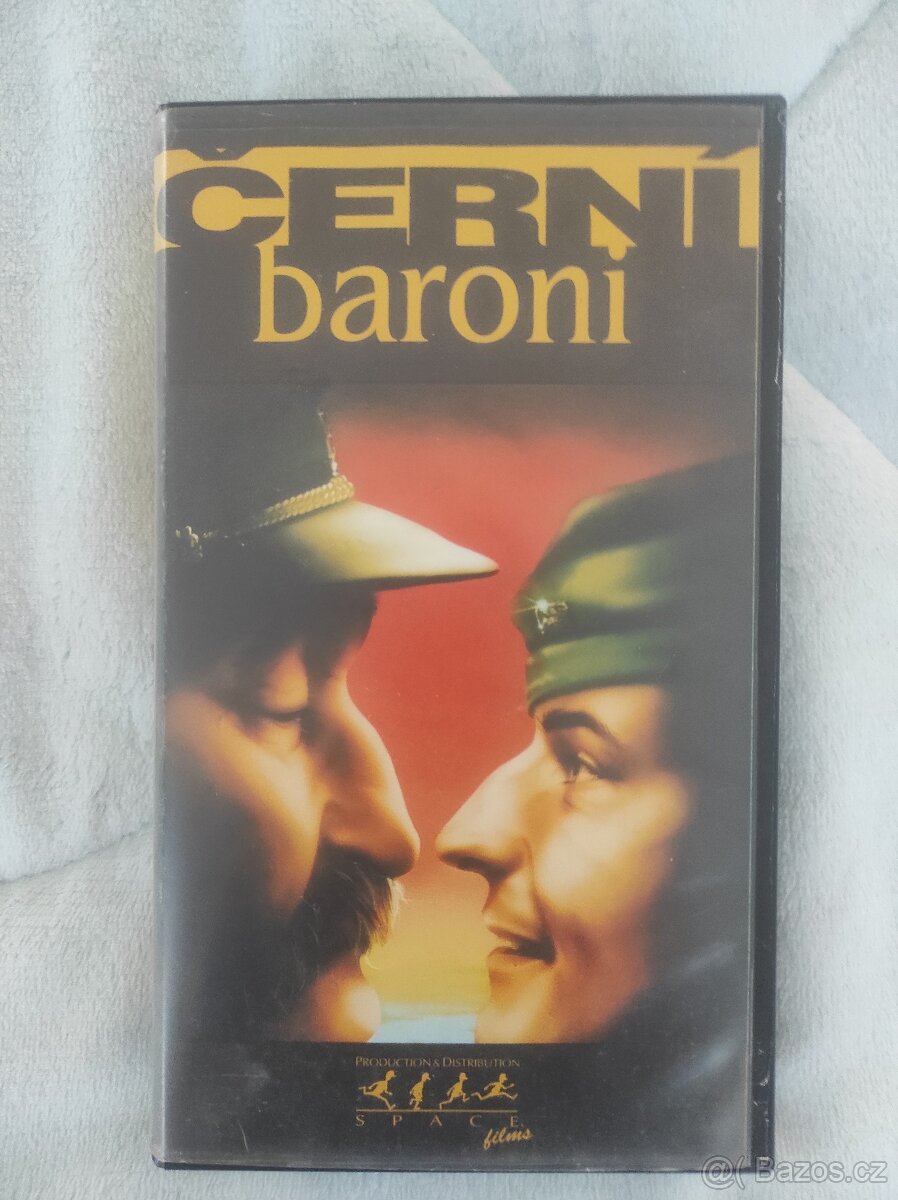 ČERNÍ
baroni
PRODUCTION & DISTRIBUTION
SPACE
films
@( Bazos.cz